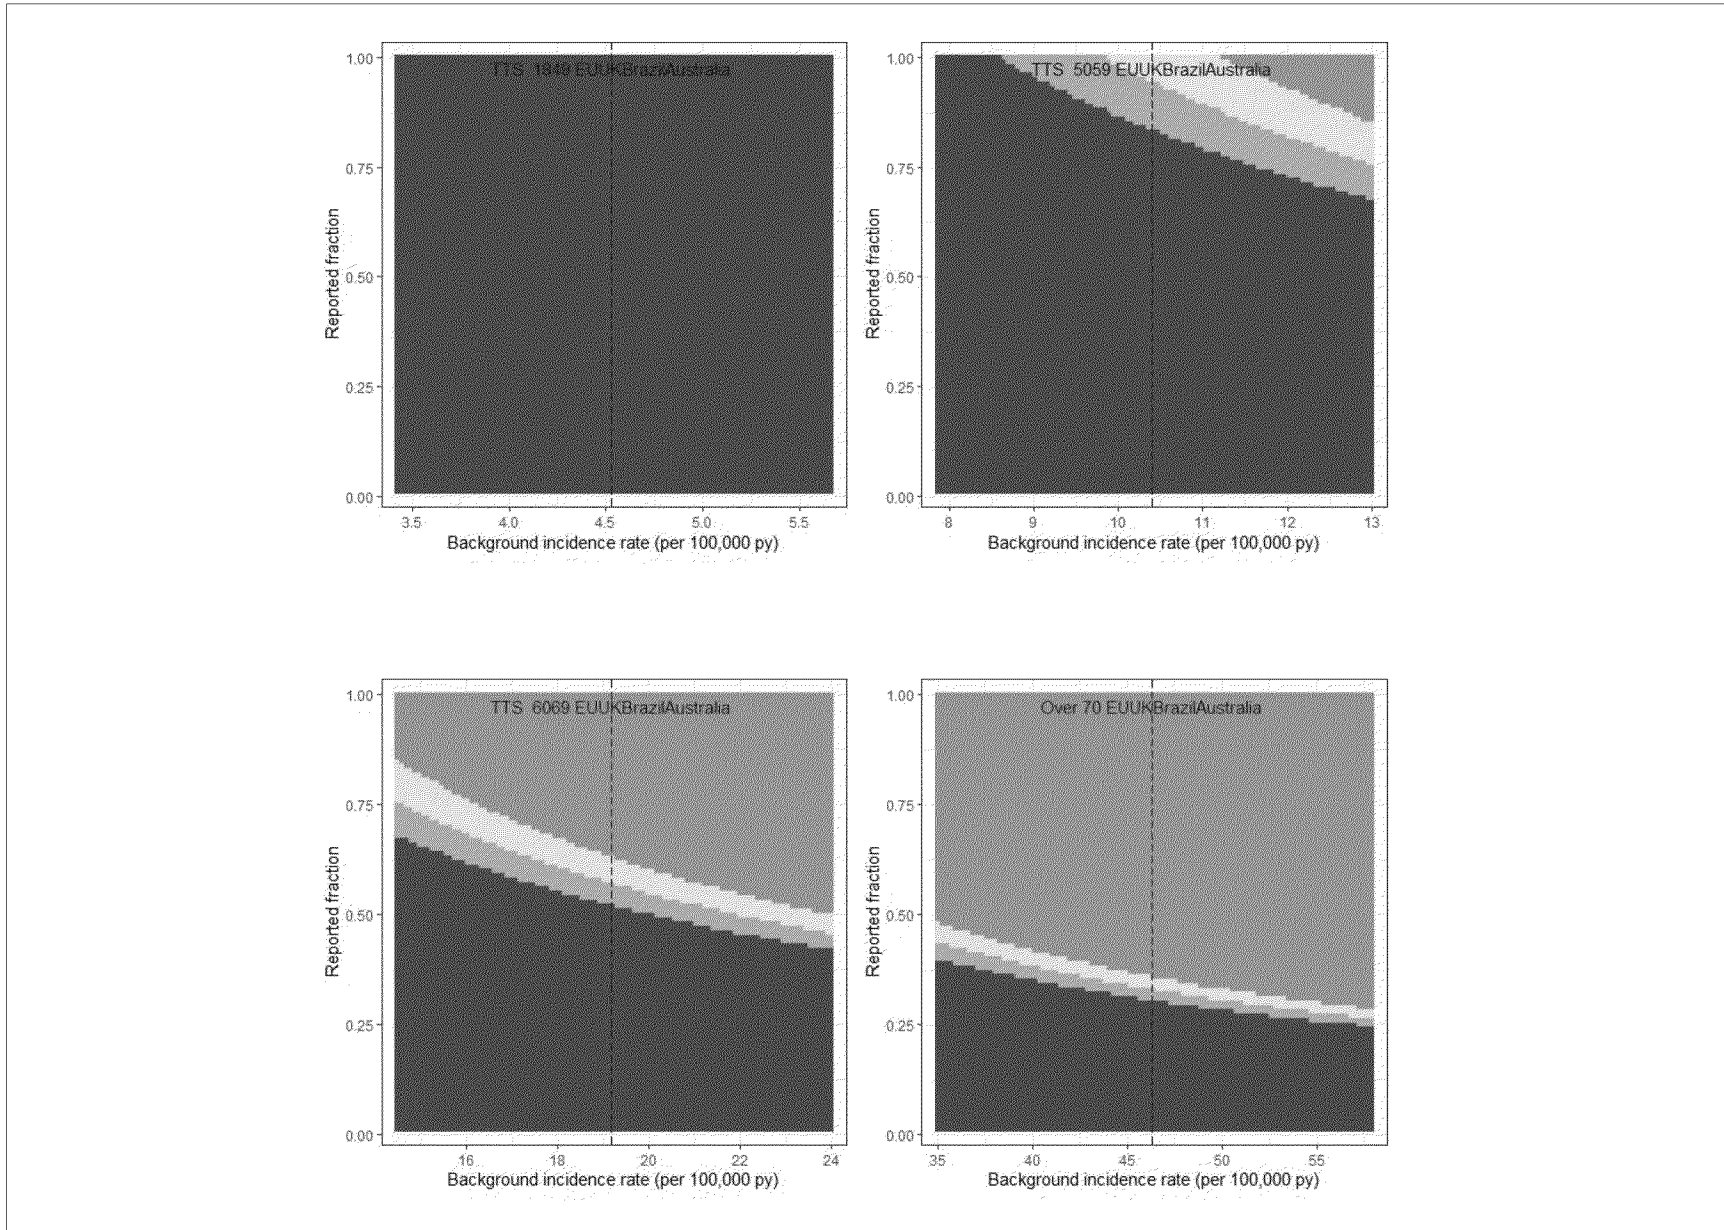 TTS 1849 EUUKBrazilAustralia
1.00
0.75
0.50
0.25
0.00
Reported fraction
3.5 4.0 4.5 5.0 5.5
Background incidence rate (per 100,000 py)
TTS 5059 EUUKBrazilAustralia
1.00
0.75
0.50
0.25
0.00
Reported fraction
8 9 10 11 12 13
Background incidence rate (per 100,000 py)
TTS 6069 EUUKBrazilAustralia
1.00
0.75
0.50
0.25
0.00
Reported fraction
16 18 20 22 24
Background incidence rate (per 100,000 py)
Over 70 EUUKBrazilAustralia
1.00
0.75
0.50
0.25
0.00
Reported fraction
35 40 45 50 55
Background incidence rate (per 100,000 py)